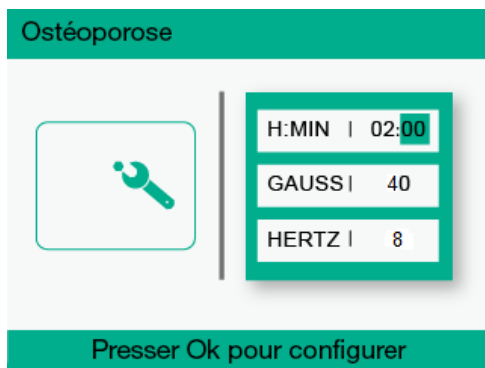 Ostéoporose
H:MIN | 02:00
GAUSS | 40
HERTZ | 8
Presser Ok pour configurer